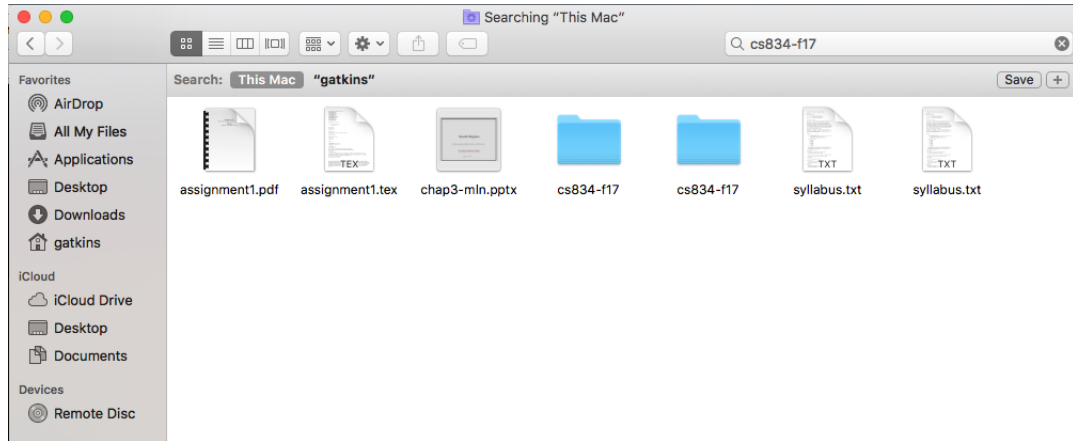 Searching "This Mac"
cs834-f17
Favorites
AirDrop
All My Files
Applications
Desktop
Downloads
gatkins
iCloud
iCloud Drive
Desktop
Documents
Devices
Remote Disc
Search: This Mac "gatkins" Save +
TEX TXT TXT
assignment1.pdf assignment1.tex chap3-mln.pptx cs834-f17 cs834-f17 syllabus.txt syllabus.txt